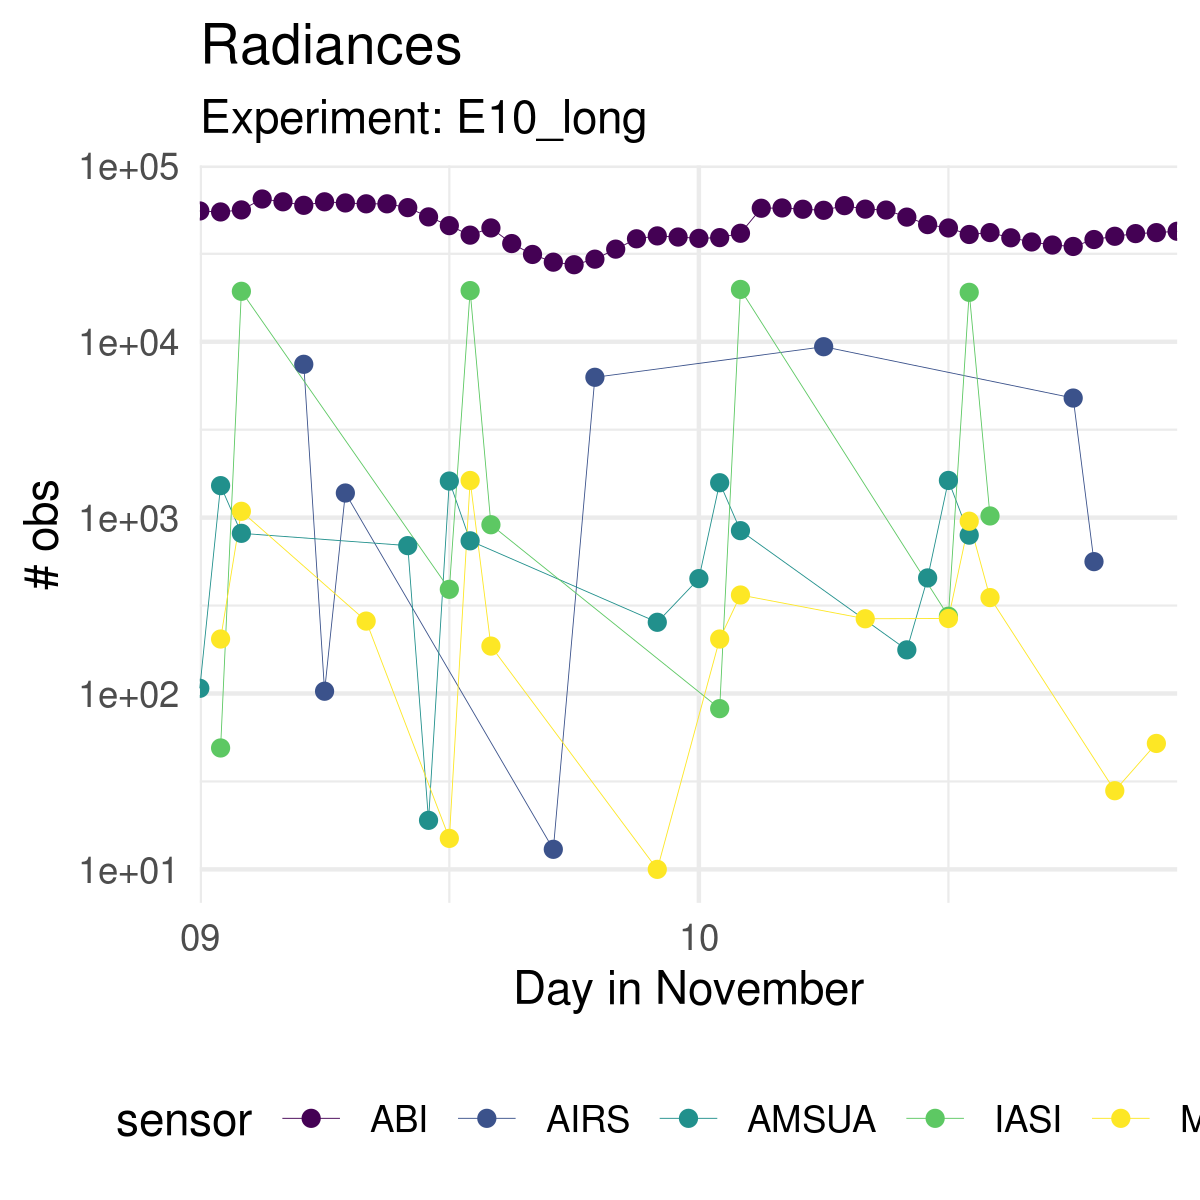 Radiances
Experiment: E10_long
1e+05
1e+04
1e+03
1e+02
1e+01
# obs
09 10
Day in November
sensor ABI AIRS AMSUA IASI